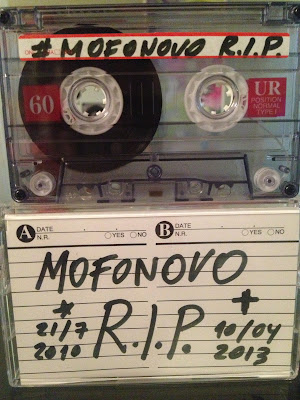 # MOFONOVO R.I.P.
60
UR
POSITION
NORMAL
TYPE I
A DATE
N.R. ○YES ○NO
B DATE
N.R. ○YES ○NO
MOFONOVO
* R.I.P. +
21/7 10/04
2010 2013